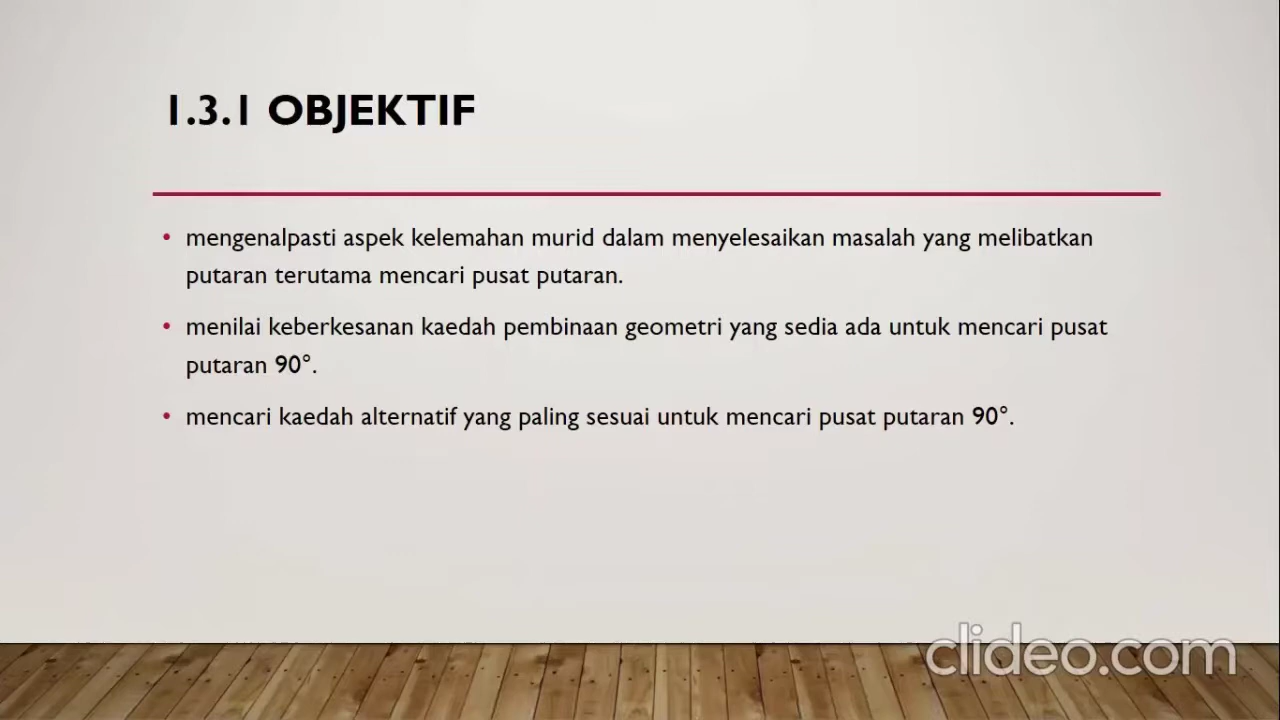 1.3.1 OBJEKTIF
• mengenalpasti aspek kelemahan murid dalam menyelesaikan masalah yang melibatkan
putaran terutama mencari pusat putaran.
• menilai keberkesanan kaedah pembinaan geometri yang sedia ada untuk mencari pusat
putaran 90°.
• mencari kaedah alternatif yang paling sesuai untuk mencari pusat putaran 90°.
clideo.com